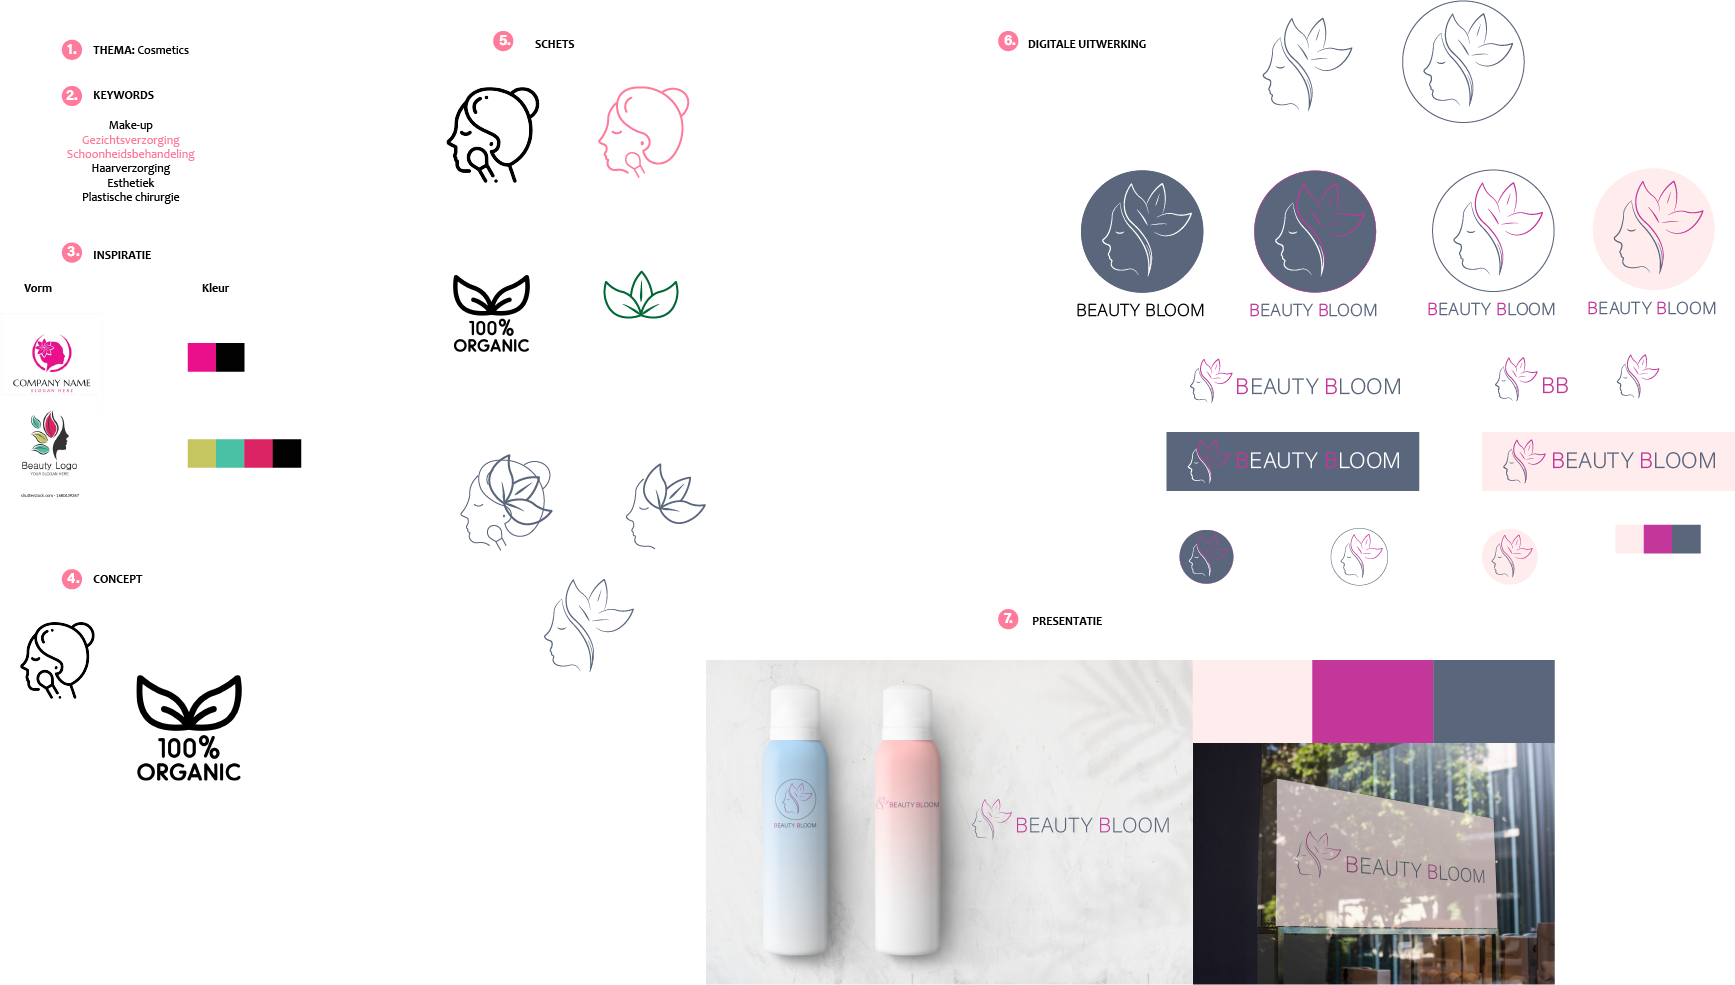 1. THEMA: Cosmetics
2. KEYWORDS
Make-up
Gezichtsverzorging
Schoonheidsbehandeling
Haarverzorging
Esthetiek
Plastische chirurgie
3. INSPIRATIE
Vorm
Kleur
COMPANY NAME
SLOGAN HERE
Beauty Logo
YOUR SLOGAN HERE
4. CONCEPT
100%
ORGANIC
5. SCHETS
100%
ORGANIC
6. DIGITALE UITWERKING
BEAUTY BLOOM
BEAUTY BLOOM
BEAUTY BLOOM
BEAUTY BLOOM
BEAUTY BLOOM
BB
BEAUTY BLOOM
BEAUTY BLOOM
7. PRESENTATIE
BEAUTY BLOOM
BEAUTY BLOOM
BEAUTY BLOOM
BEAUTY BLOOM